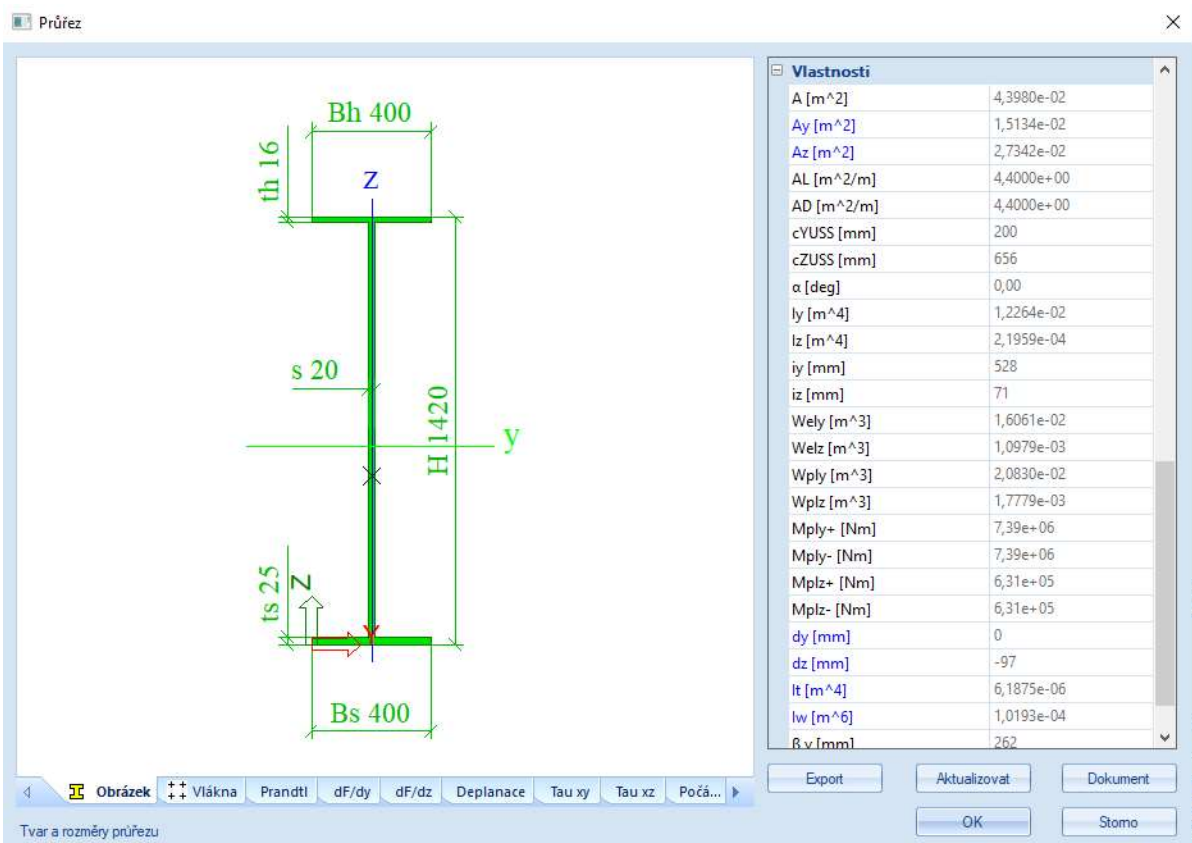 Průřez
Bh 400
th 16
z
s 20
H 1420
y
ts 25
Z
Y
Bs 400
Vlastnosti
A [m^2] 4,3980e-02
Ay [m^2] 1,5134e-02
Az [m^2] 2,7342e-02
AL [m^2/m] 4,4000e+00
AD [m^2/m] 4,4000e+00
cYUSS [mm] 200
cZUSS [mm] 656
α [deg] 0,00
Iy [m^4] 1,2264e-02
Iz [m^4] 2,1959e-04
iy [mm] 528
iz [mm] 71
Wely [m^3] 1,6061e-02
Welz [m^3] 1,0979e-03
Wply [m^3] 2,0830e-02
Wplz [m^3] 1,7779e-03
Mply+ [Nm] 7,39e+06
Mply- [Nm] 7,39e+06
Mplz+ [Nm] 6,31e+05
Mplz- [Nm] 6,31e+05
dy [mm] 0
dz [mm] -97
It [m^4] 6,1875e-06
Iw [m^6] 1,0193e-04
β y [mm] 262
Obrázek Vlákna Prandtl dF/dy dF/dz Deplanace Tau xy Tau xz Počá...
Export Aktualizovat Dokument
OK Storno
Tvar a rozměry průřezu